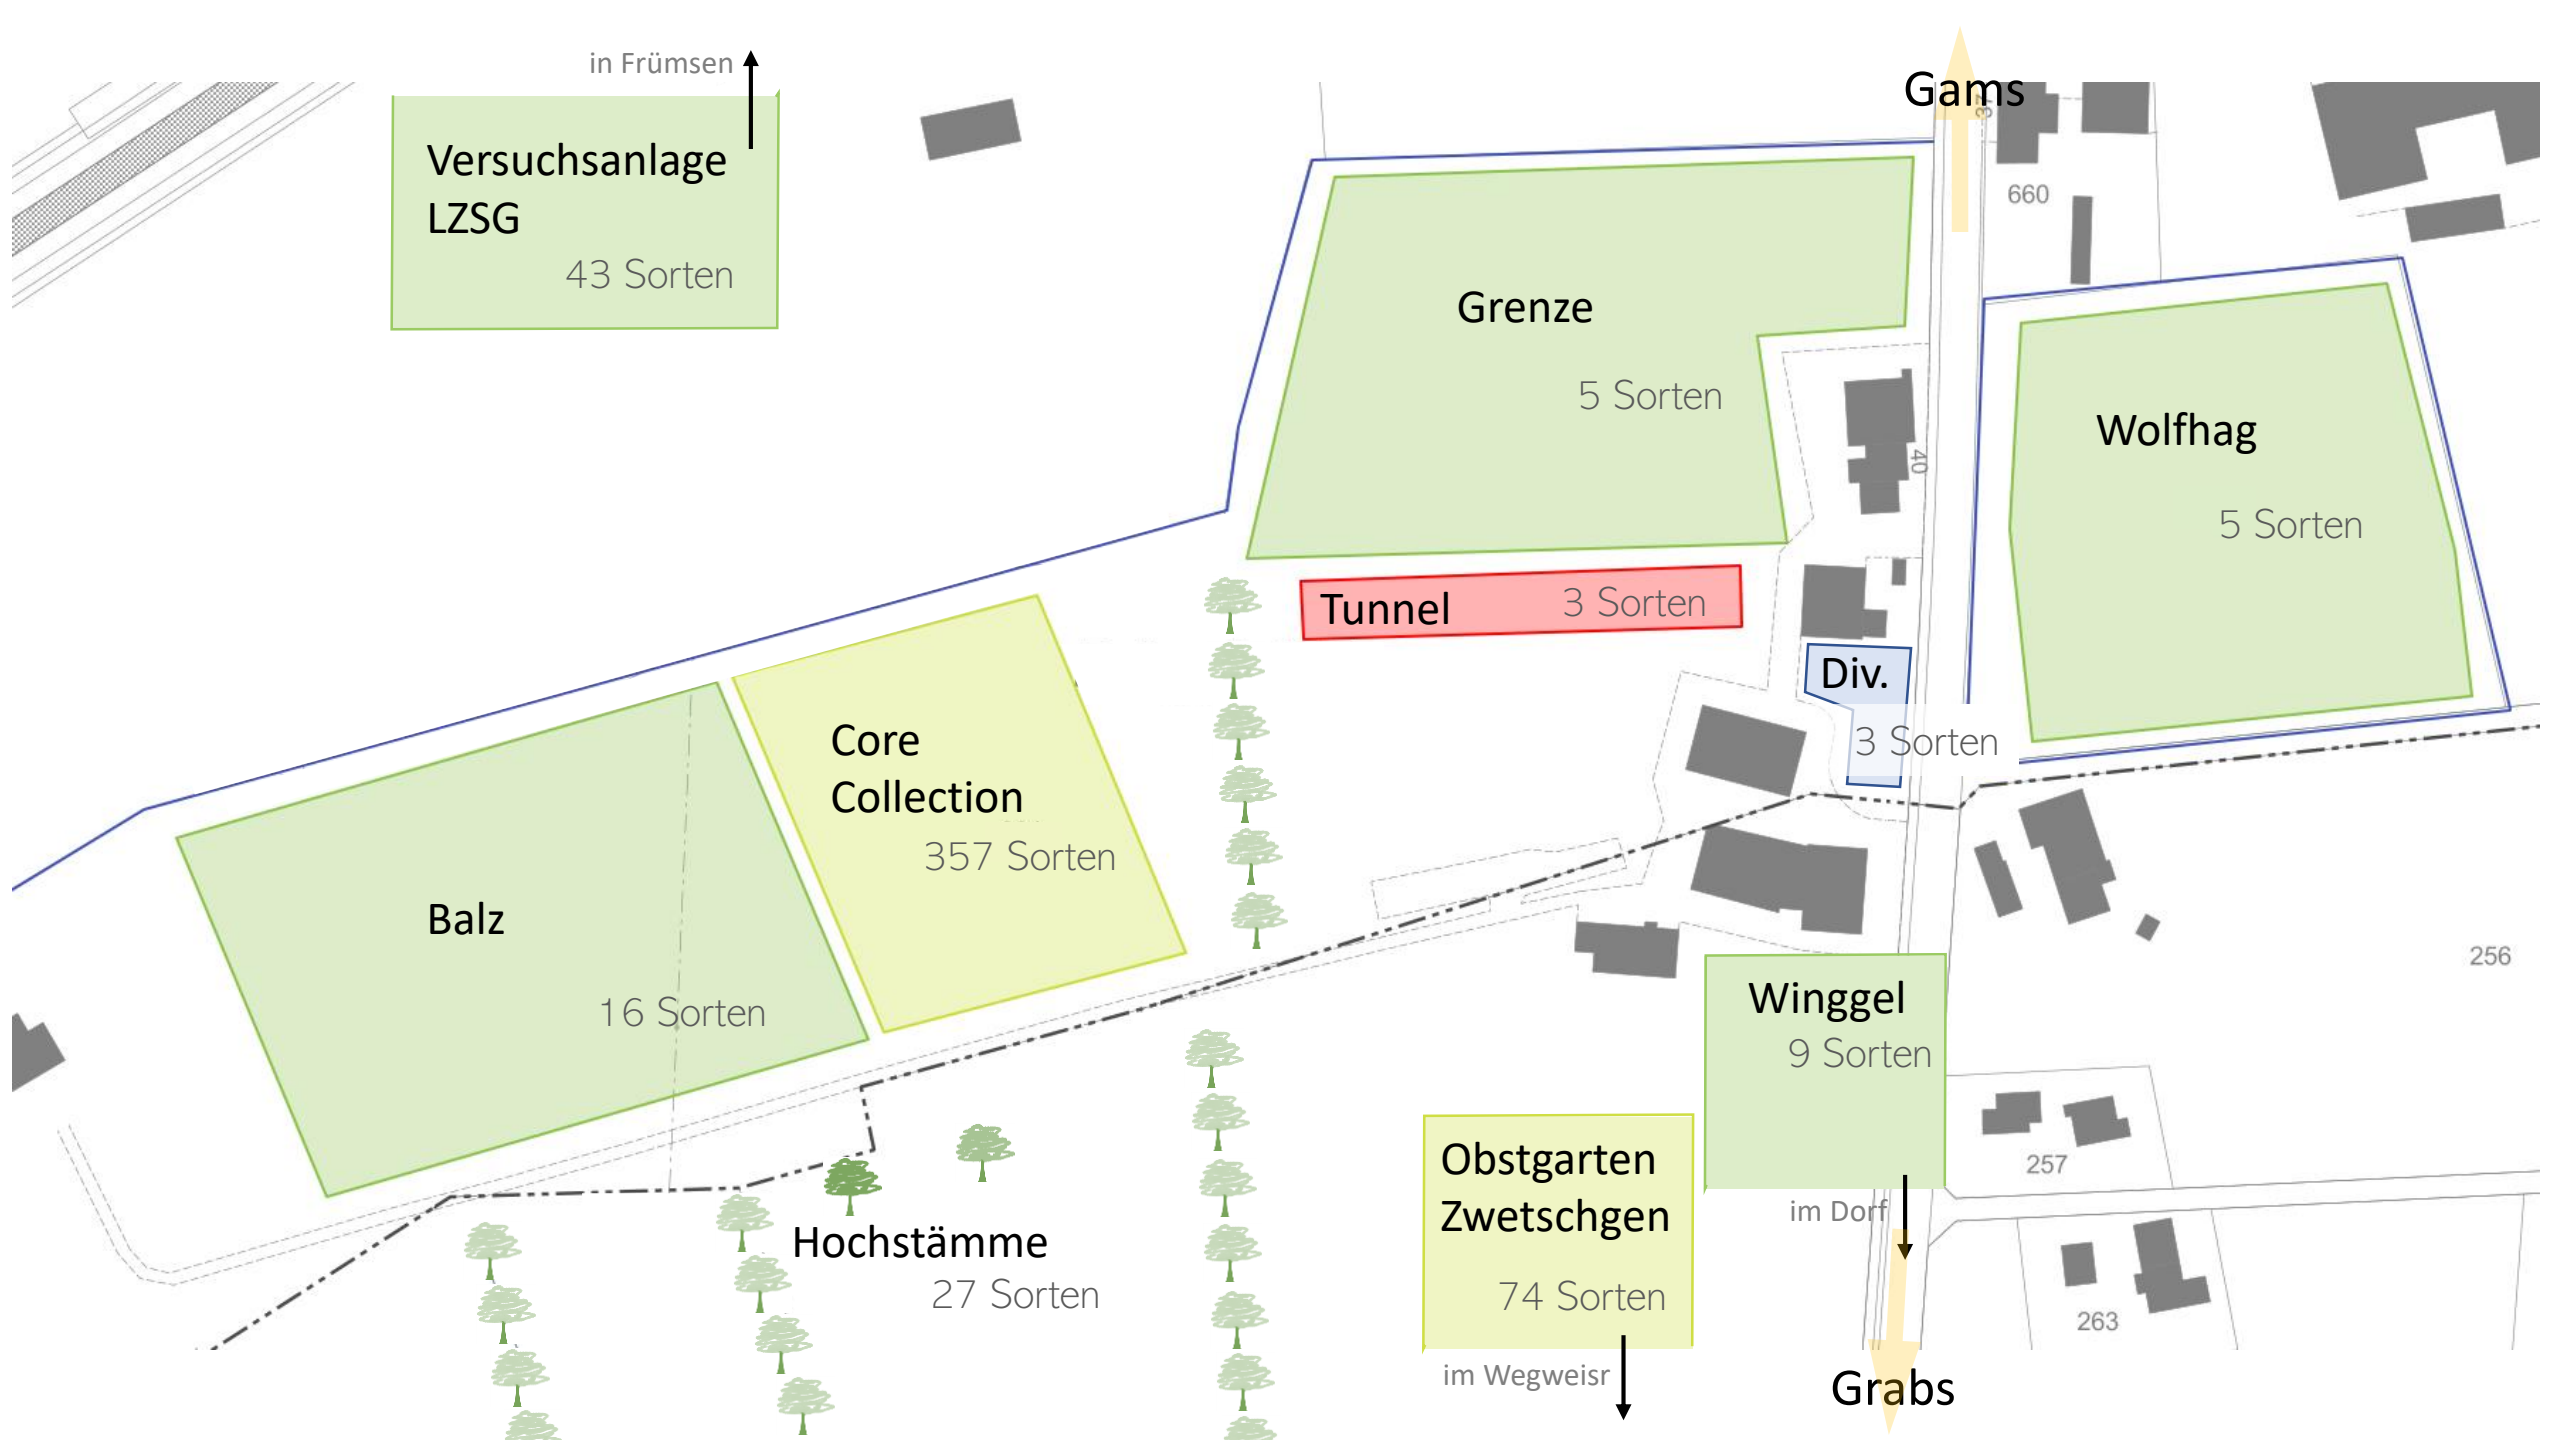 in Frümsen
Versuchsanlage
LZSG
43 Sorten
Gams
37
660
Grenze
5 Sorten
40
Wolfhag
5 Sorten
Tunnel
3 Sorten
Div.
3 Sorten
Core
Collection
357 Sorten
Balz
16 Sorten
256
Winggel
9 Sorten
im Dorf
257
Obstgarten
Zwetschgen
74 Sorten
im Wegweisr
Hochstämme
27 Sorten
263
Grabs